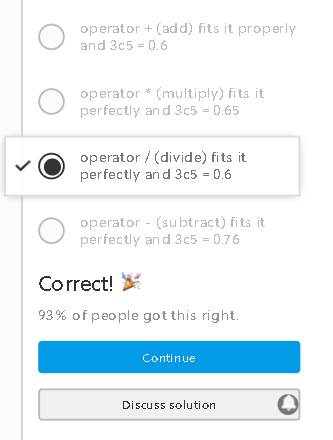 operator + (add) fits it properly
and 3c5 = 0.6
operator * (multiply) fits it
perfectly and 3c5 = 0.65
operator / (divide) fits it
perfectly and 3c5 = 0.6
operator - (subtract) fits it
perfectly and 3c5 = 0.76
Correct! 🎉
93% of people got this right.
Continue
Discuss solution